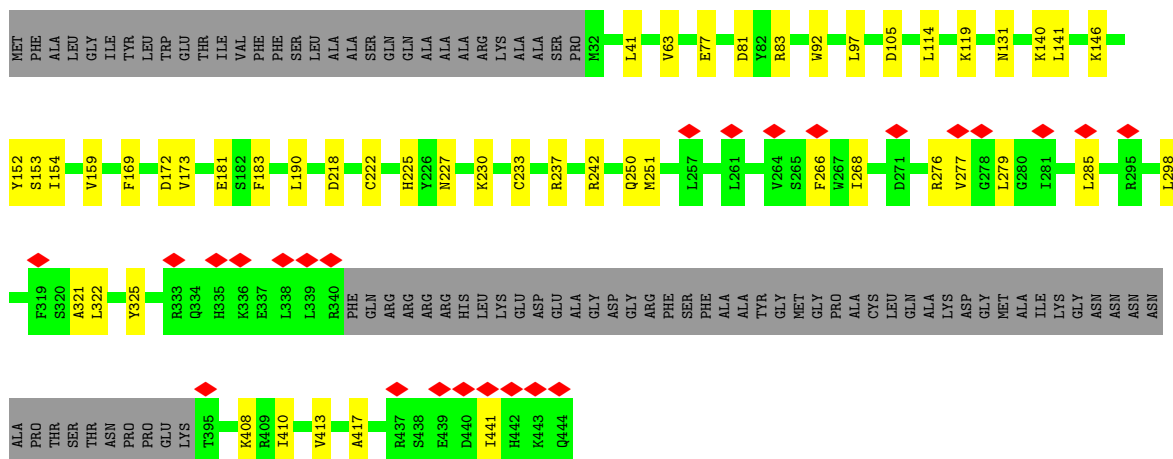 MET PHE ALA LEU GLY ILE TYR LEU TRP GLU THR ILE VAL PHE PHE SER LEU ALA ALA SER GLN GLN ALA ALA ALA ARG LYS ALA ALA SER PRO M32 L41 V63 E77 D81 Y82 R83 W92 L97 D105 L114 K119 N131 K140 L141 K146
Y152 S153 I154 V159 F169 D172 V173 E181 S182 F183 L190 D218 C222 H225 Y226 N227 K230 C233 R237 R242 Q250 M251 L257 L261 V264 S265 F266 W267 I268 D271 R276 V277 G278 L279 G280 I281 L285 R295 L298
F319 S320 A321 L322 Y325 R333 Q334 H335 K336 E337 L338 L339 R340 PHE GLN ARG ARG ARG ARG HIS LEU LYS GLU ASP GLU ALA GLY ASP GLY ARG PHE SER PHE ALA ALA TYR GLY MET GLY PRO ALA CYS LEU GLN ALA LYS ASP GLY MET ALA ILE LYS GLY ASN ASN ASN ASN
ALA PRO THR SER THR ASN PRO PRO GLU LYS T395 K408 R409 I410 V413 A417 R437 S438 E439 D440 I441 H442 K443 Q444